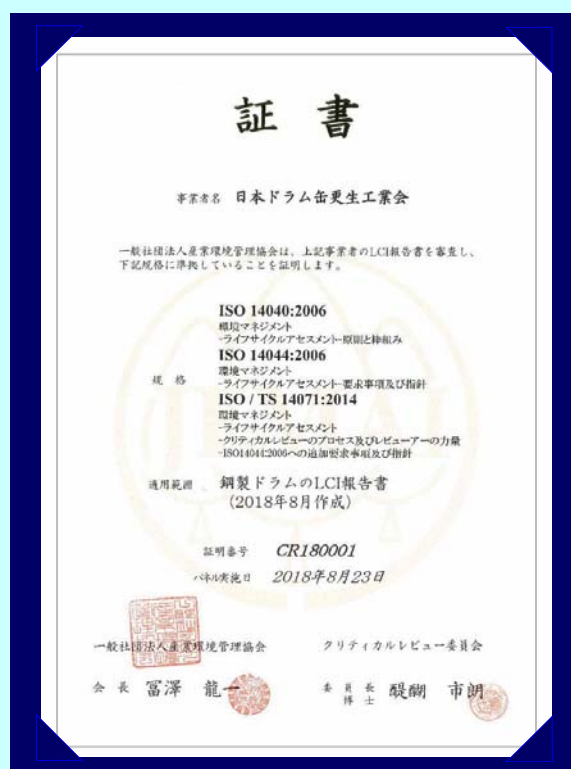 証 書
事業者名 日本ドラム缶更生工業会
一般社団法人産業環境管理協会は、上記事業者のLCI報告書を審査し、
下記規格に準拠していることを証明します。
ISO 14040:2006
環境マネジメント
-ライフサイクルアセスメント-原則と枠組み
ISO 14044:2006
環境マネジメント
規 格
-ライフサイクルアセスメント-要求事項及び指針
ISO / TS 14071:2014
環境マネジメント
-ライフサイクルアセスメント
-クリティカルレビューのプロセス及びレビューアーの力量
-ISO14044:2006への追加要求事項及び指針
適用範囲 鋼製ドラムのLCI報告書
(2018年8月作成)
証明番号 CR180001
パネル実施日 2018年8月23日
一般社団法人産業環境管理協会 クリティカルレビュー委員会
会 長 冨澤 龍一 委 員 長 博 士 醍醐 市朗